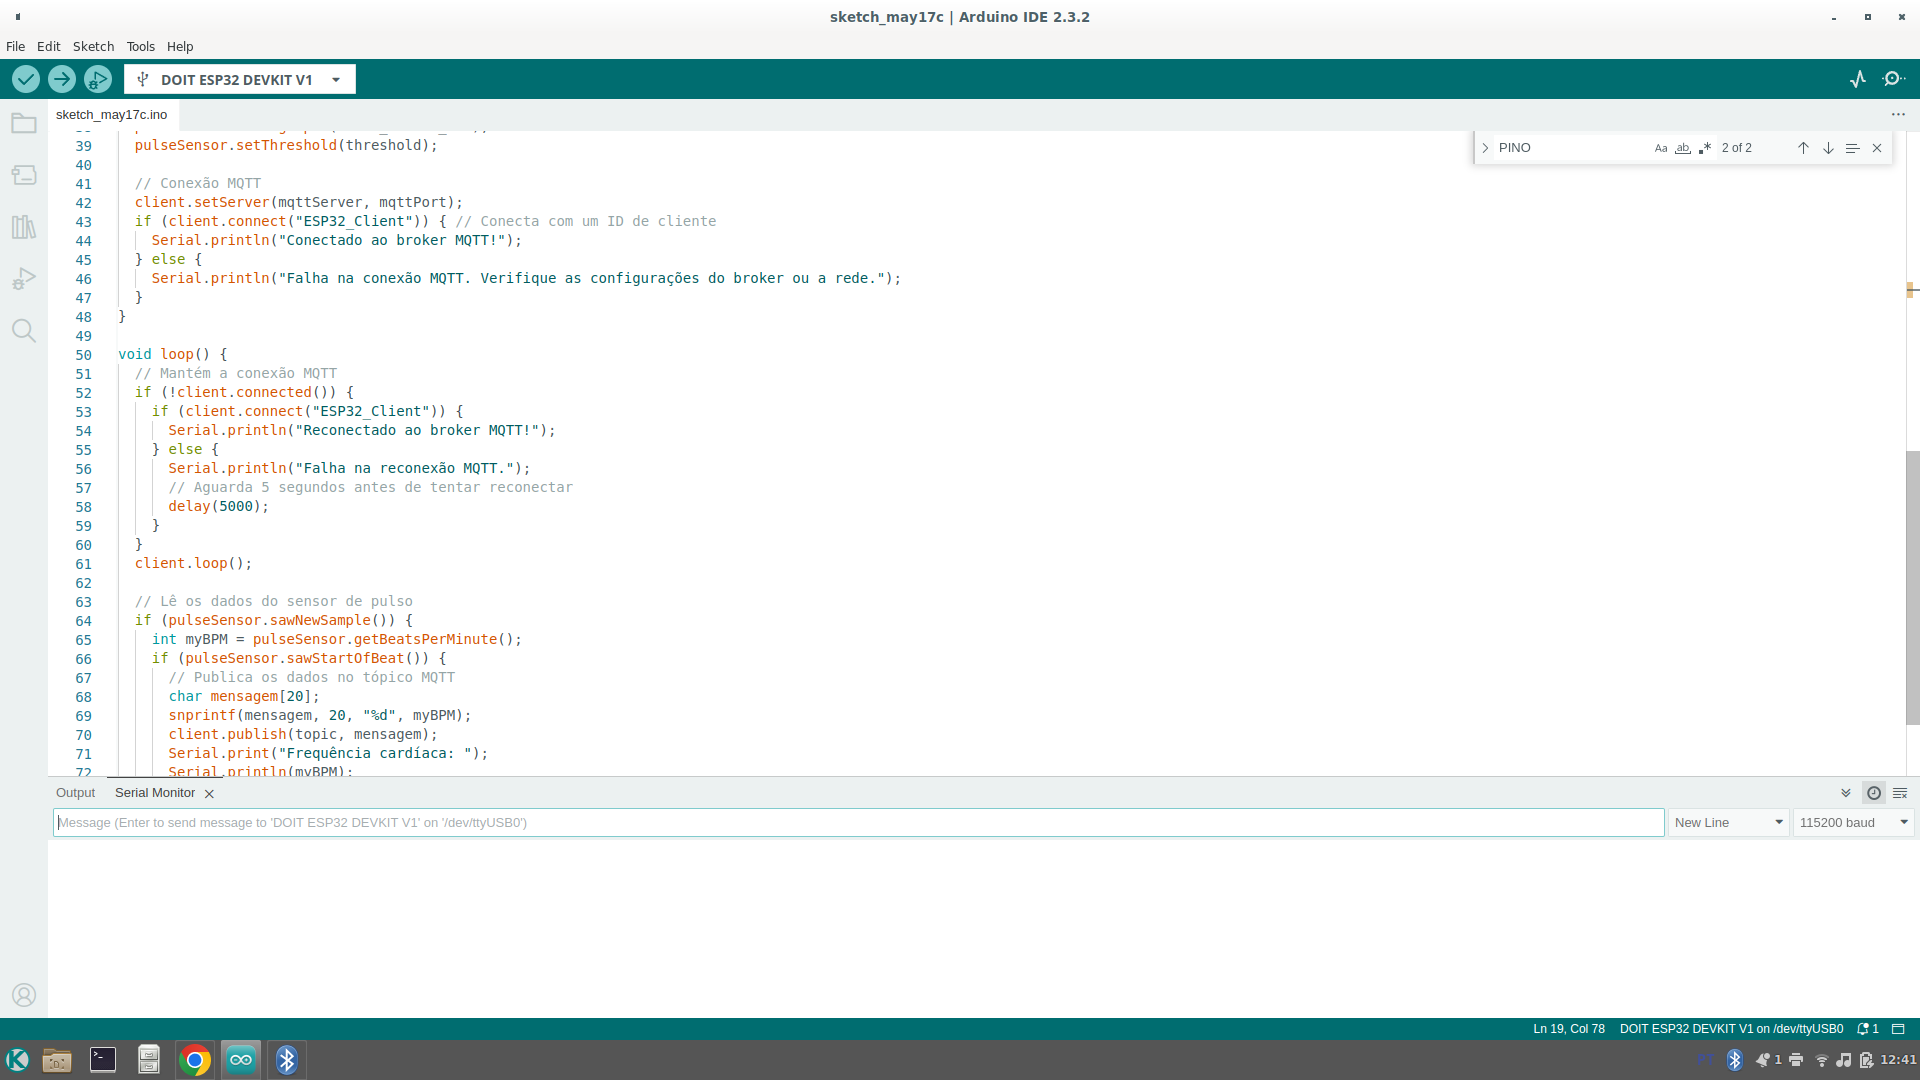 sketch_may17c | Arduino IDE 2.3.2
File Edit Sketch Tools Help
DOIT ESP32 DEVKIT V1
sketch_may17c.ino
PINO Aa ab 2 of 2
39 pulseSensor.setThreshold(threshold);
40
41 // Conexão MQTT
42 client.setServer(mqttServer, mqttPort);
43 if (client.connect("ESP32_Client")) { // Conecta com um ID de cliente
44 Serial.println("Conectado ao broker MQTT!");
45 } else {
46 Serial.println("Falha na conexão MQTT. Verifique as configurações do broker ou a rede.");
47 }
48 }
49
50 void loop() {
51 // Mantém a conexão MQTT
52 if (!client.connected()) {
53 if (client.connect("ESP32_Client")) {
54 Serial.println("Reconectado ao broker MQTT!");
55 } else {
56 Serial.println("Falha na reconexão MQTT.");
57 // Aguarda 5 segundos antes de tentar reconectar
58 delay(5000);
59 }
60 }
61 client.loop();
62
63 // Lê os dados do sensor de pulso
64 if (pulseSensor.sawNewSample()) {
65 int myBPM = pulseSensor.getBeatsPerMinute();
66 if (pulseSensor.sawStartOfBeat()) {
67 // Publica os dados no tópico MQTT
68 char mensagem[20];
69 snprintf(mensagem, 20, "%d", myBPM);
70 client.publish(topic, mensagem);
71 Serial.print("Frequência cardíaca: ");
72 Serial.println(myBPM);
Output Serial Monitor
Message (Enter to send message to 'DOIT ESP32 DEVKIT V1' on '/dev/ttyUSB0') New Line 115200 baud
Ln 19, Col 78 DOIT ESP32 DEVKIT V1 on /dev/ttyUSB0 1
PT 1 12:41